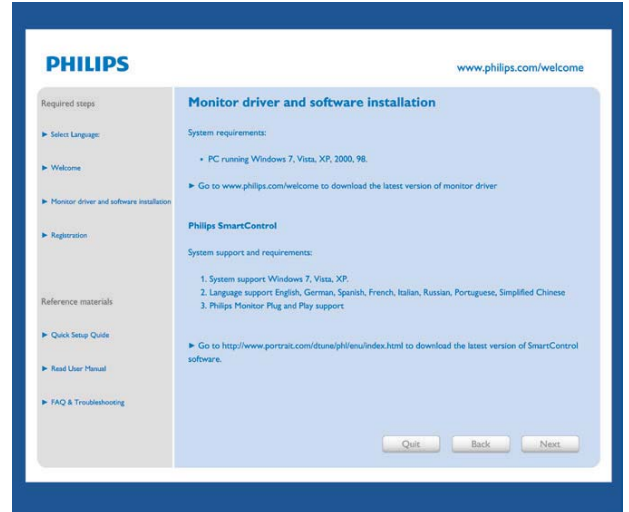 PHILIPS
www.philips.com/welcome
Required steps
► Select Language:
► Welcome
► Monitor driver and software installation
► Registration
Reference materials
► Quick Setup Quide
► Read User Manual
► FAQ & Troubleshooting
Monitor driver and software installation
System requirements:
• PC running Windows 7, Vista, XP, 2000, 98.
► Go to www.philips.com/welcome to download the latest version of monitor driver
Philips SmartControl
System support and requirements:
1. System support Windows 7, Vista, XP.
2. Language support English, German, Spanish, French, Italian, Russian, Portuguese, Simplified Chinese
3. Philips Monitor Plug and Play support
► Go to http://www.portrait.com/dtune/phl/enu/index.html to download the latest version of SmartControl
software.
Quit
Back
Next